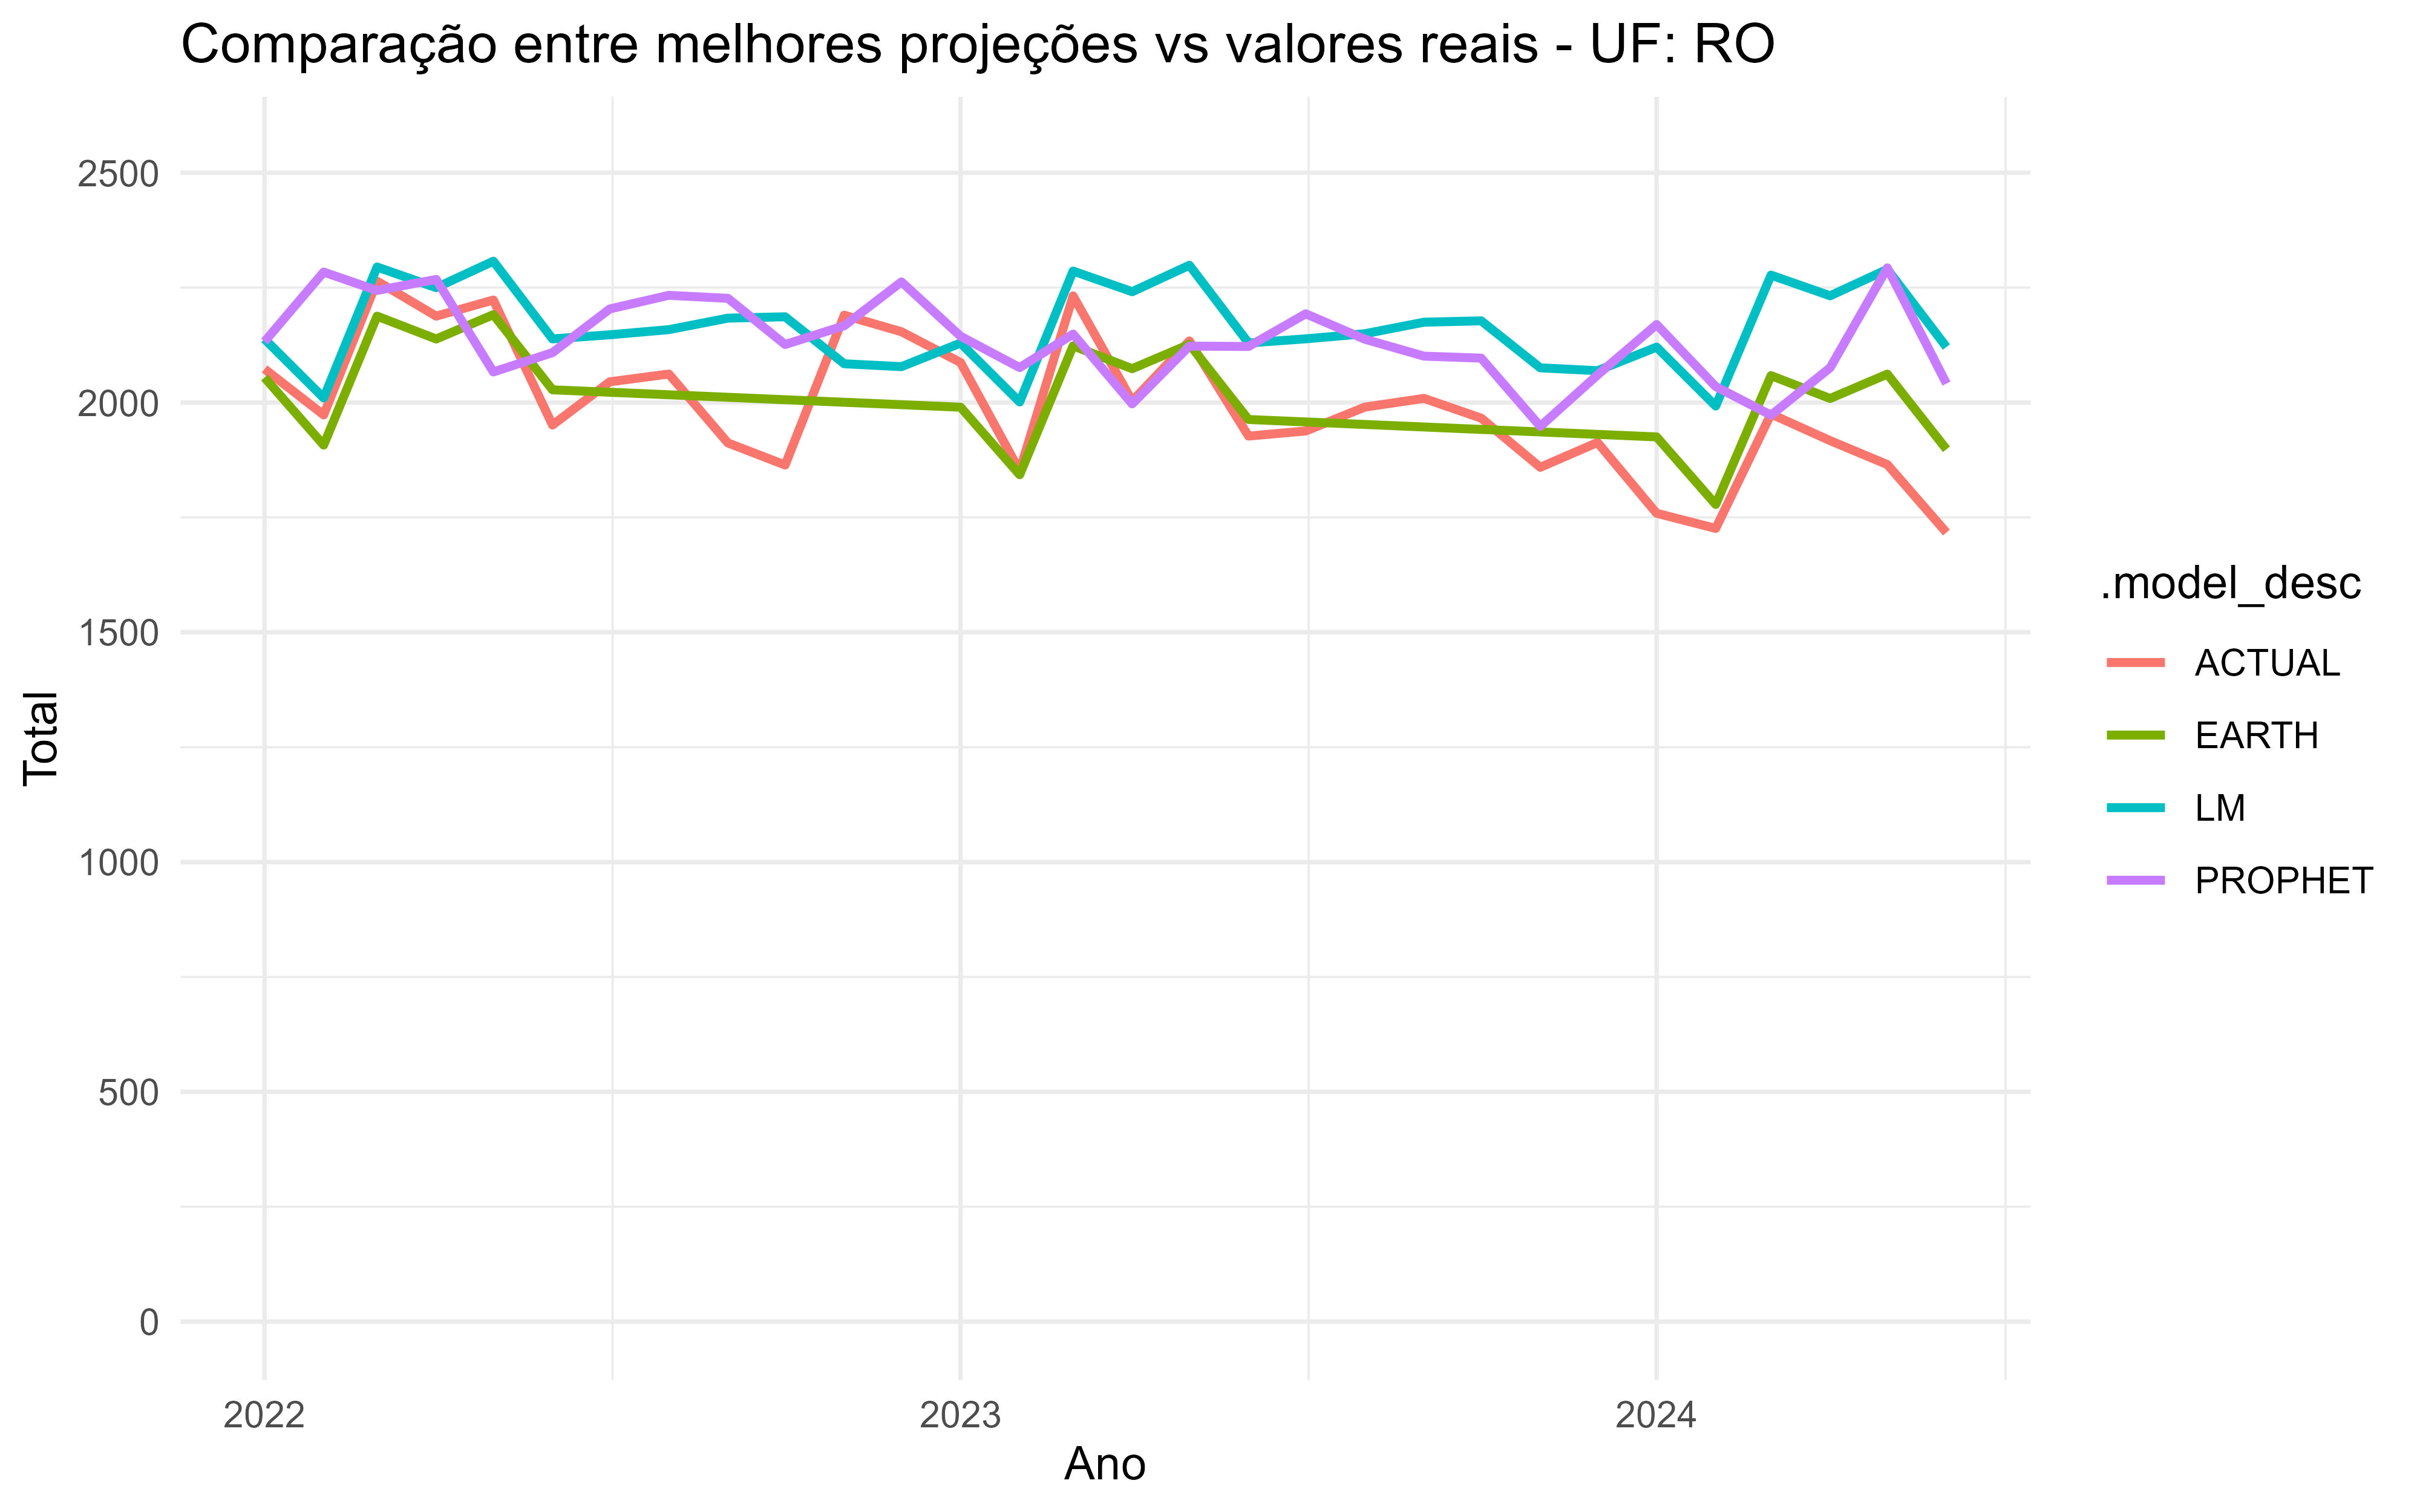 Comparação entre melhores projeções vs valores reais - UF: RO
2500
2000
1500
1000
500
0
Total
2022
2023
2024
Ano
.model_desc
ACTUAL
EARTH
LM
PROPHET